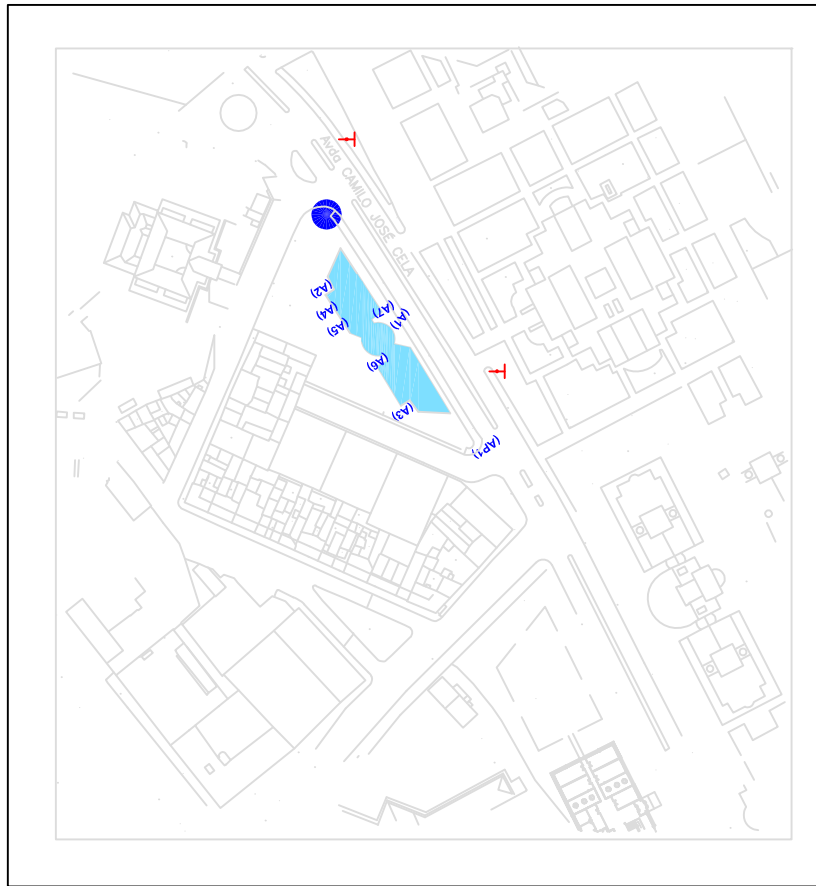 Avda CAMILO JOSE CELA
(A2)
(A4)
(A5)
(A7)
(A1)
(A6)
(A3)
(AP1)